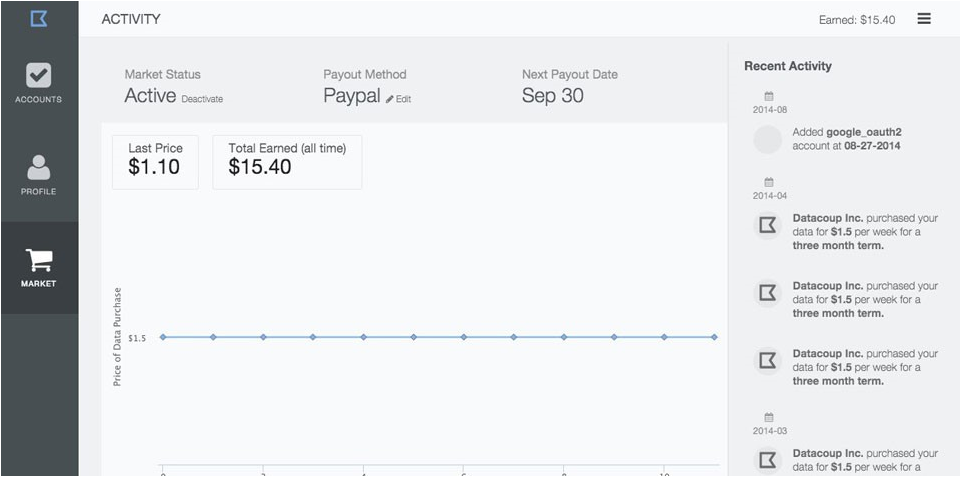 ACTIVITY
Earned: $15.40
ACCOUNTS
PROFILE
MARKET
Market Status
Active Deactivate
Payout Method
Paypal Edit
Next Payout Date
Sep 30
Last Price
$1.10
Total Earned (all time)
$15.40
Price of Data Purchase
$1.5
Recent Activity
2014-08
Added google_oauth2
account at 08-27-2014
2014-04
Datacoup Inc. purchased your
data for $1.5 per week for a
three month term.
Datacoup Inc. purchased your
data for $1.5 per week for a
three month term.
Datacoup Inc. purchased your
data for $1.5 per week for a
three month term.
2014-03
Datacoup Inc. purchased your
data for $1.5 per week for a